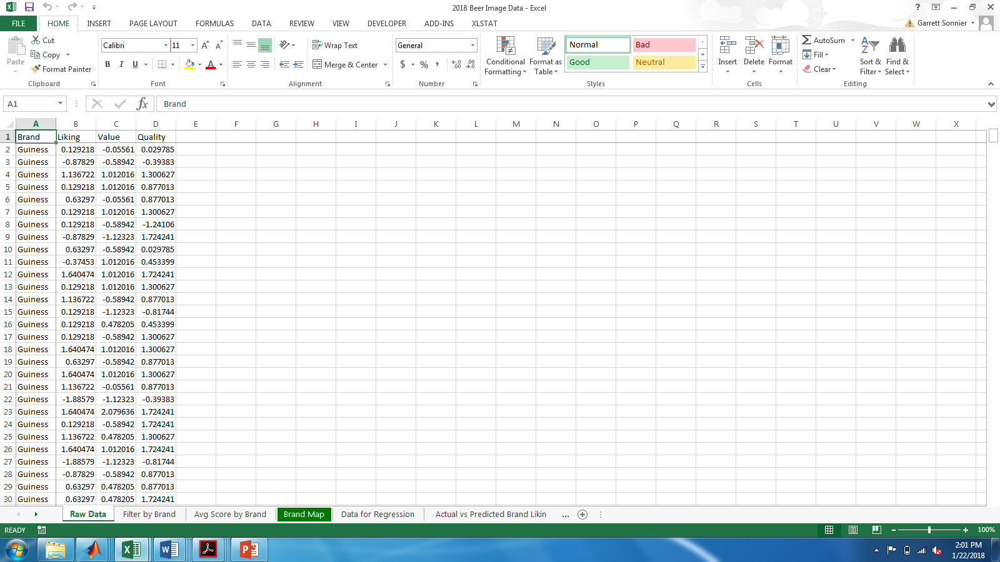 2018 Beer Image Data - Excel
FILE HOME INSERT PAGE LAYOUT FORMULAS DATA REVIEW VIEW DEVELOPER ADD-INS XLSTAT Garrett Sonnier
Paste
Cut
Copy
Format Painter
Clipboard
Calibri 11
B I U
Font
Wrap Text
Merge & Center
Alignment
General
$ % ,
Number
Conditional Formatting
Format as Table
Normal Bad
Good Neutral
Styles
Insert Delete Format
Cells
AutoSum
Fill
Clear
Sort & Filter
Find & Select
Editing
A1 fx Brand
A B C D E F G H I J K L M N O P Q R S T U V W X
1 Brand Liking Value Quality
2 Guiness 0.129218 -0.05561 0.029785
3 Guiness -0.87829 -0.58942 -0.39383
4 Guiness 1.136722 1.012016 1.300627
5 Guiness 0.129218 1.012016 0.877013
6 Guiness 0.63297 -0.05561 0.877013
7 Guiness 0.129218 1.012016 1.300627
8 Guiness 0.129218 -0.58942 -1.24106
9 Guiness -0.87829 -1.12323 1.724241
10 Guiness 0.63297 -0.58942 0.029785
11 Guiness -0.37453 1.012016 0.453399
12 Guiness 1.640474 1.012016 1.724241
13 Guiness 0.129218 1.012016 1.300627
14 Guiness 1.136722 -0.58942 0.877013
15 Guiness 0.129218 -1.12323 -0.81744
16 Guiness 0.129218 0.478205 0.453399
17 Guiness 0.129218 -0.58942 1.300627
18 Guiness 1.640474 1.012016 1.300627
19 Guiness 0.63297 -0.58942 0.877013
20 Guiness 1.640474 1.012016 1.300627
21 Guiness 1.136722 -0.05561 0.877013
22 Guiness -1.88579 -1.12323 -0.39383
23 Guiness 1.640474 2.079636 1.724241
24 Guiness 0.129218 -0.58942 1.724241
25 Guiness 1.136722 0.478205 1.300627
26 Guiness 1.640474 1.012016 1.724241
27 Guiness -1.88579 -1.12323 -0.81744
28 Guiness -0.87829 -0.58942 0.877013
29 Guiness 0.63297 0.478205 0.877013
30 Guiness 0.63297 0.478205 1.724241
Raw Data Filter by Brand Avg Score by Brand Brand Map Data for Regression Actual vs Predicted Brand Likin ...
READY 100%
2:01 PM
1/22/2018